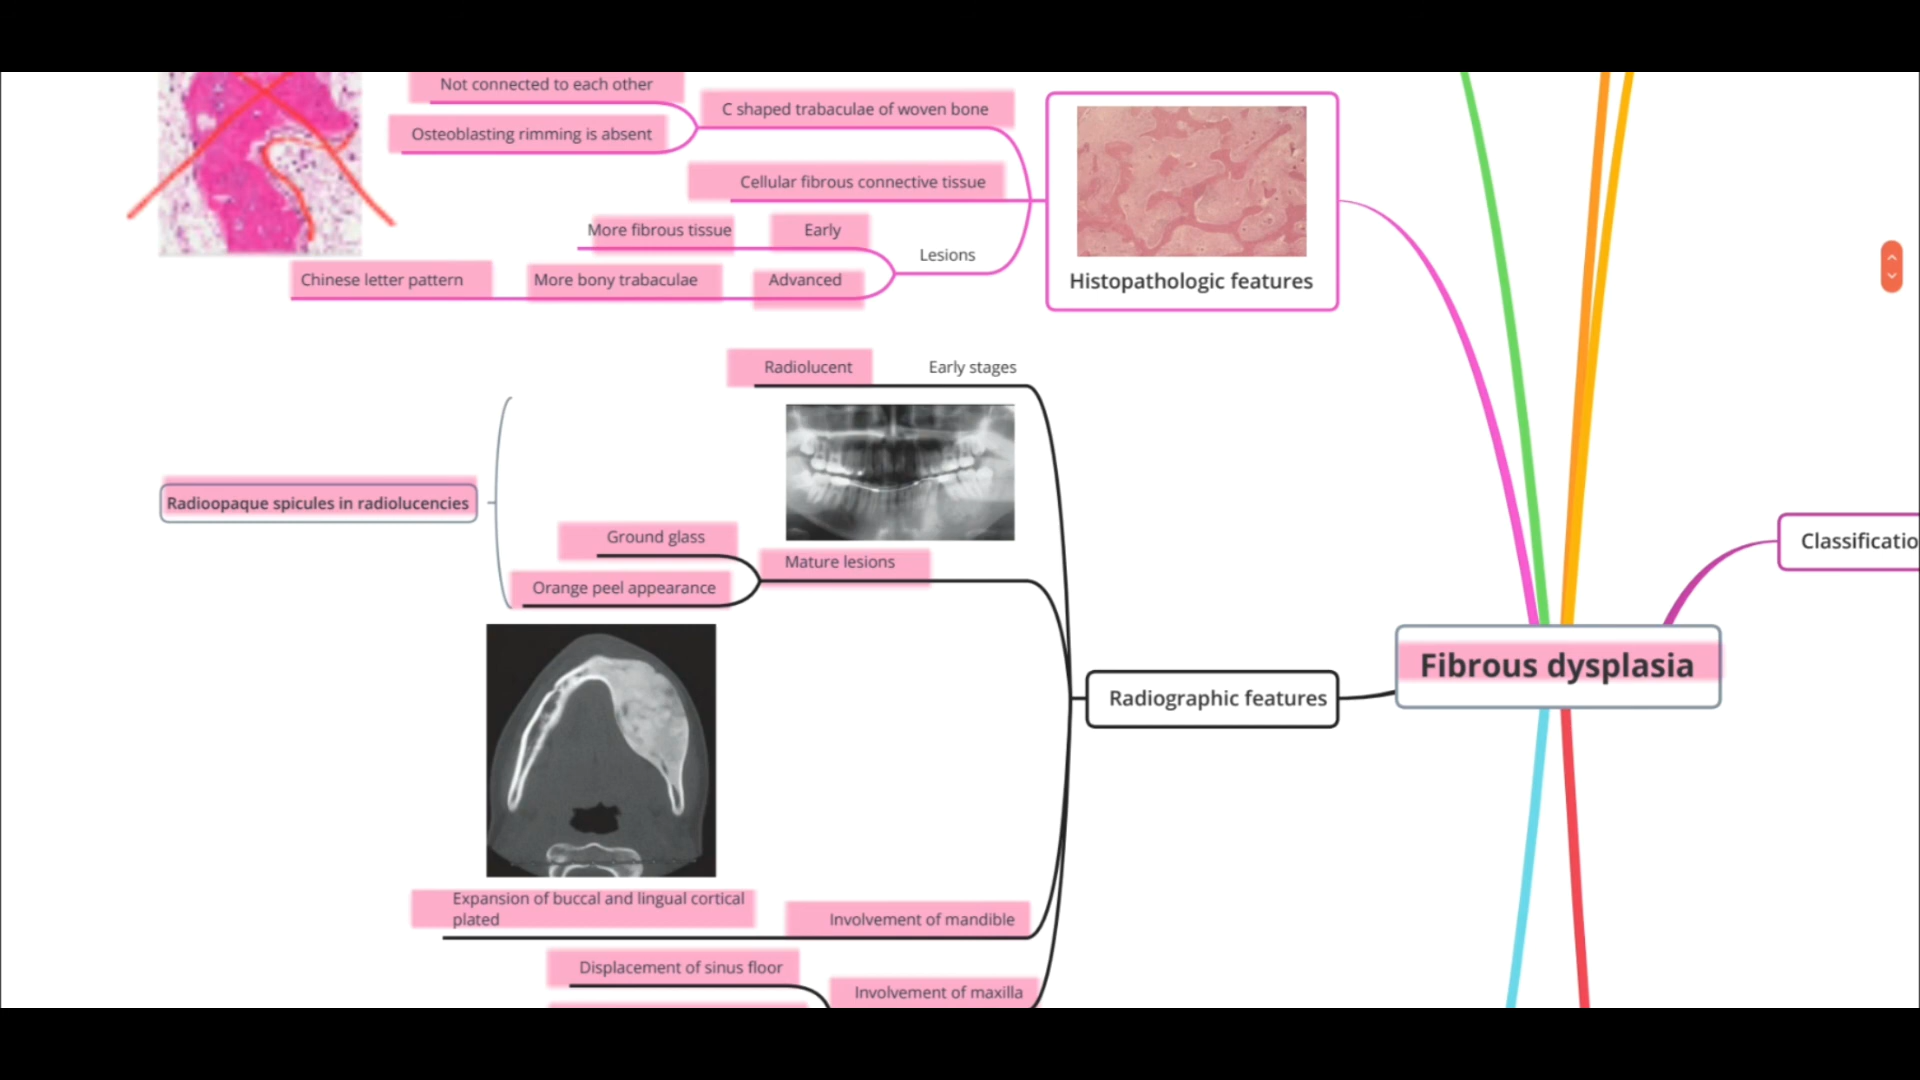 Not connected to each other
C shaped trabaculae of woven bone
Osteoblasting rimming is absent
Cellular fibrous connective tissue
More fibrous tissue
Early
Lesions
Chinese letter pattern
More bony trabaculae
Advanced
Histopathologic features
Radiolucent
Early stages
Radioopaque spicules in radiolucencies
Ground glass
Mature lesions
Orange peel appearance
Classificatio
Fibrous dysplasia
Radiographic features
Expansion of buccal and lingual cortical
plated
Involvement of mandible
Displacement of sinus floor
Involvement of maxilla